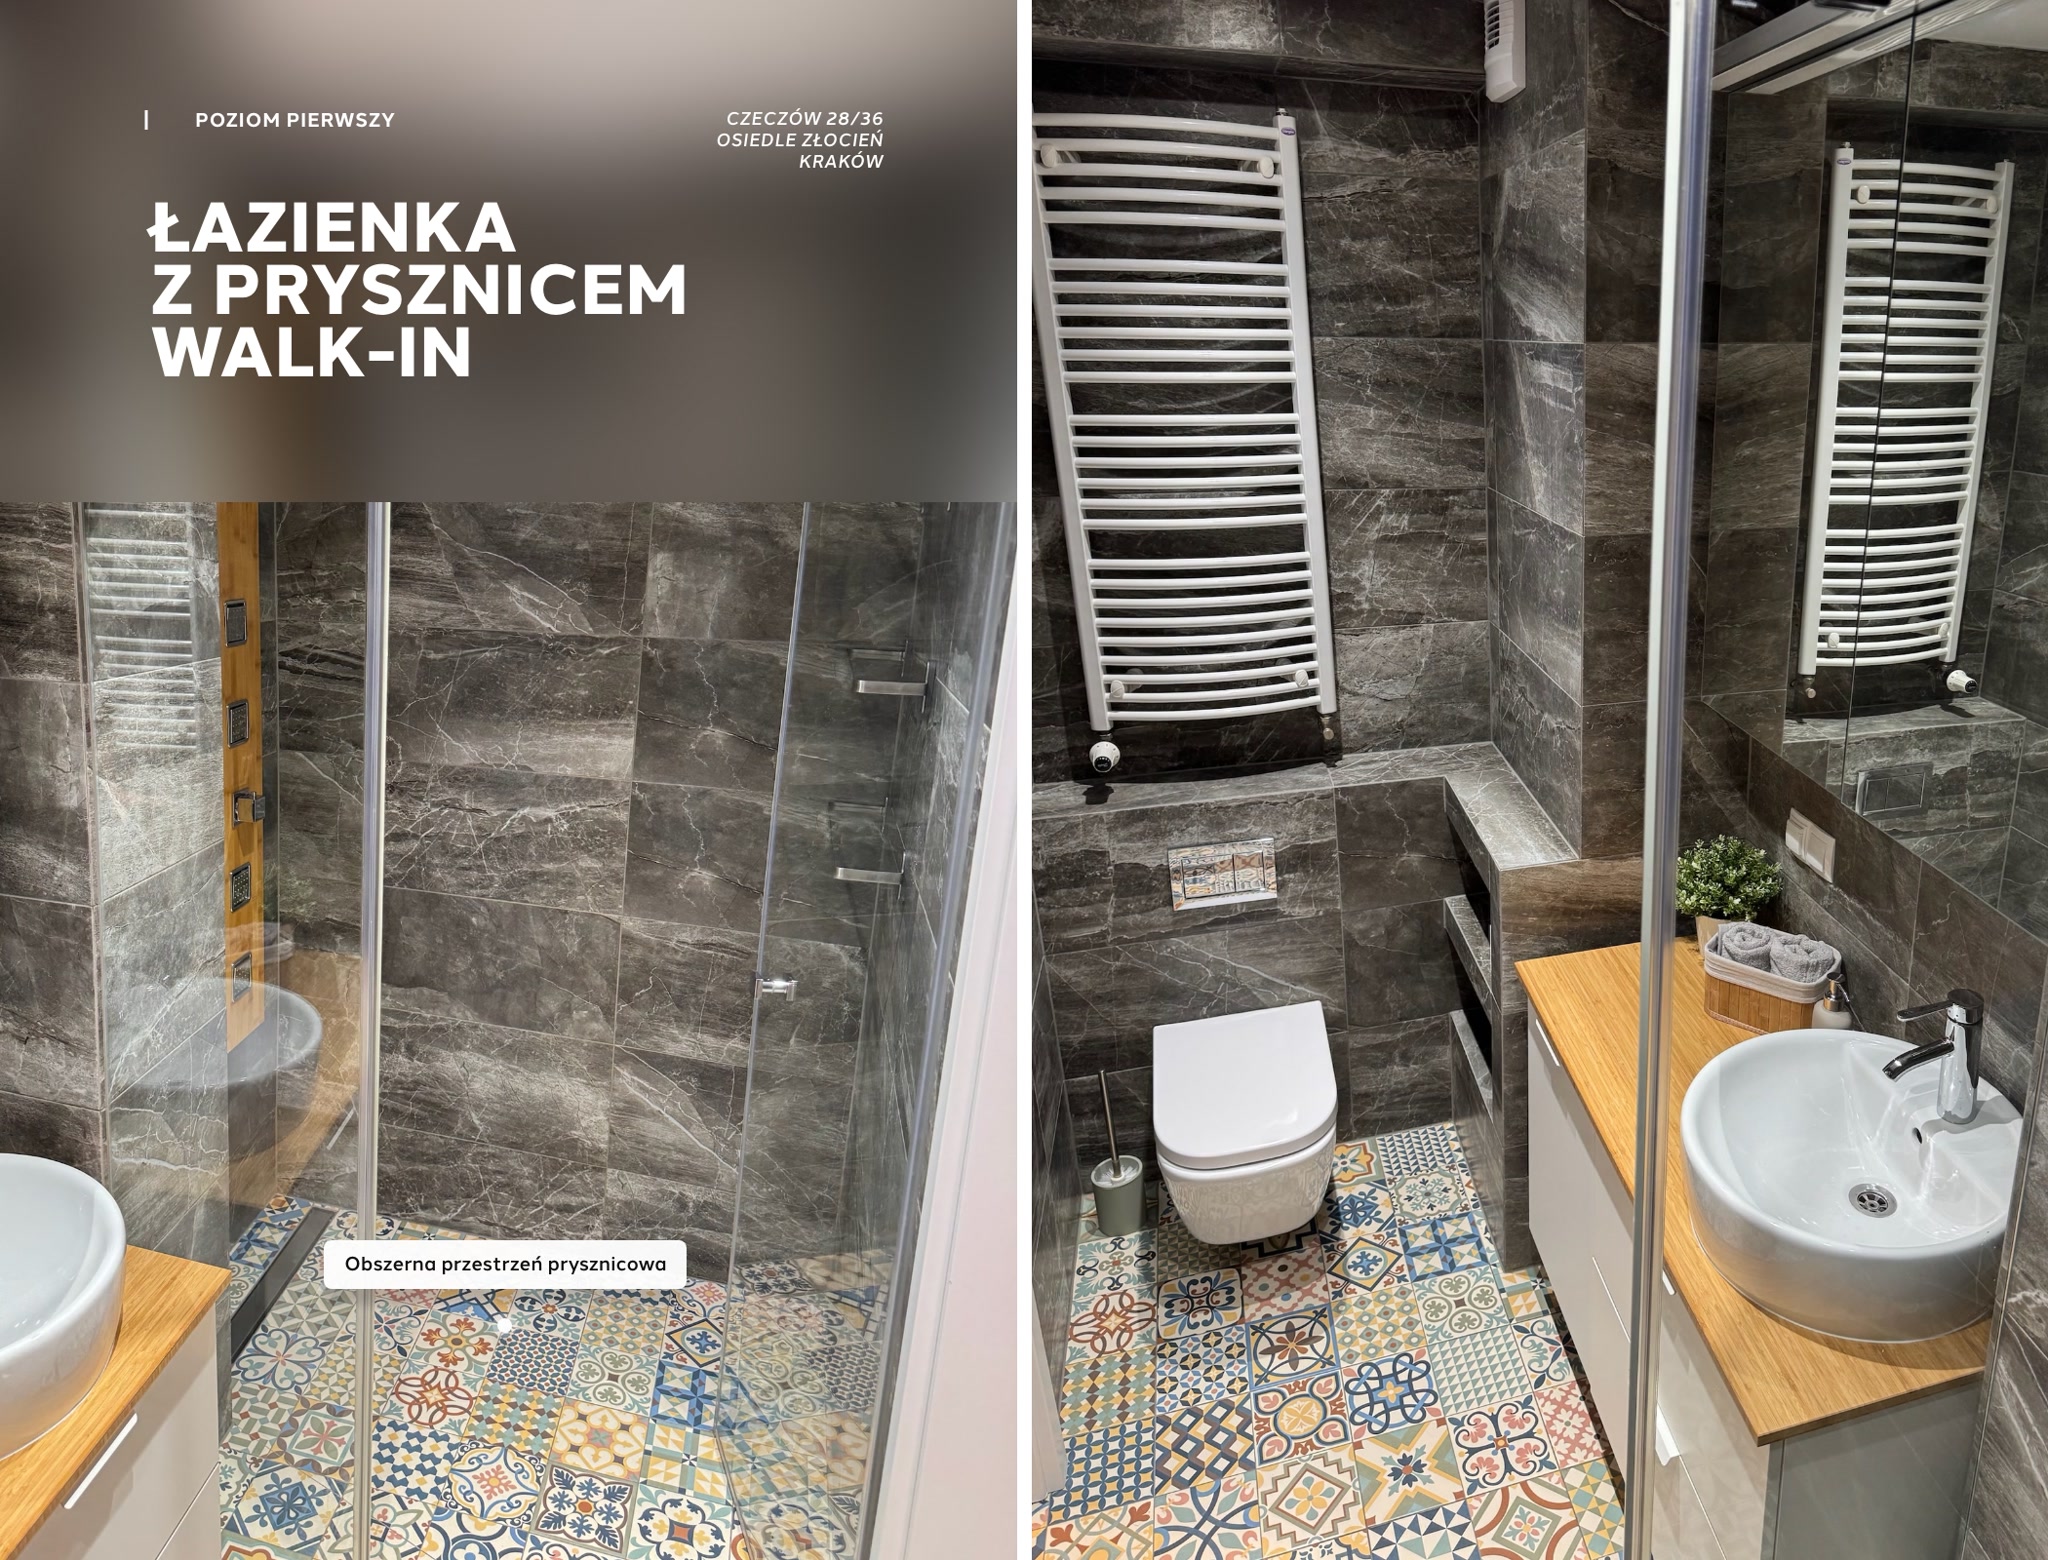 POZIOM PIERWSZY
CZECZÓW 28/36
OSIEDLE ZŁOCIEŃ
KRAKÓW
ŁAZIENKA
Z PRYSZNICEM
WALK-IN
Obszerna przestrzeń prysznicowa